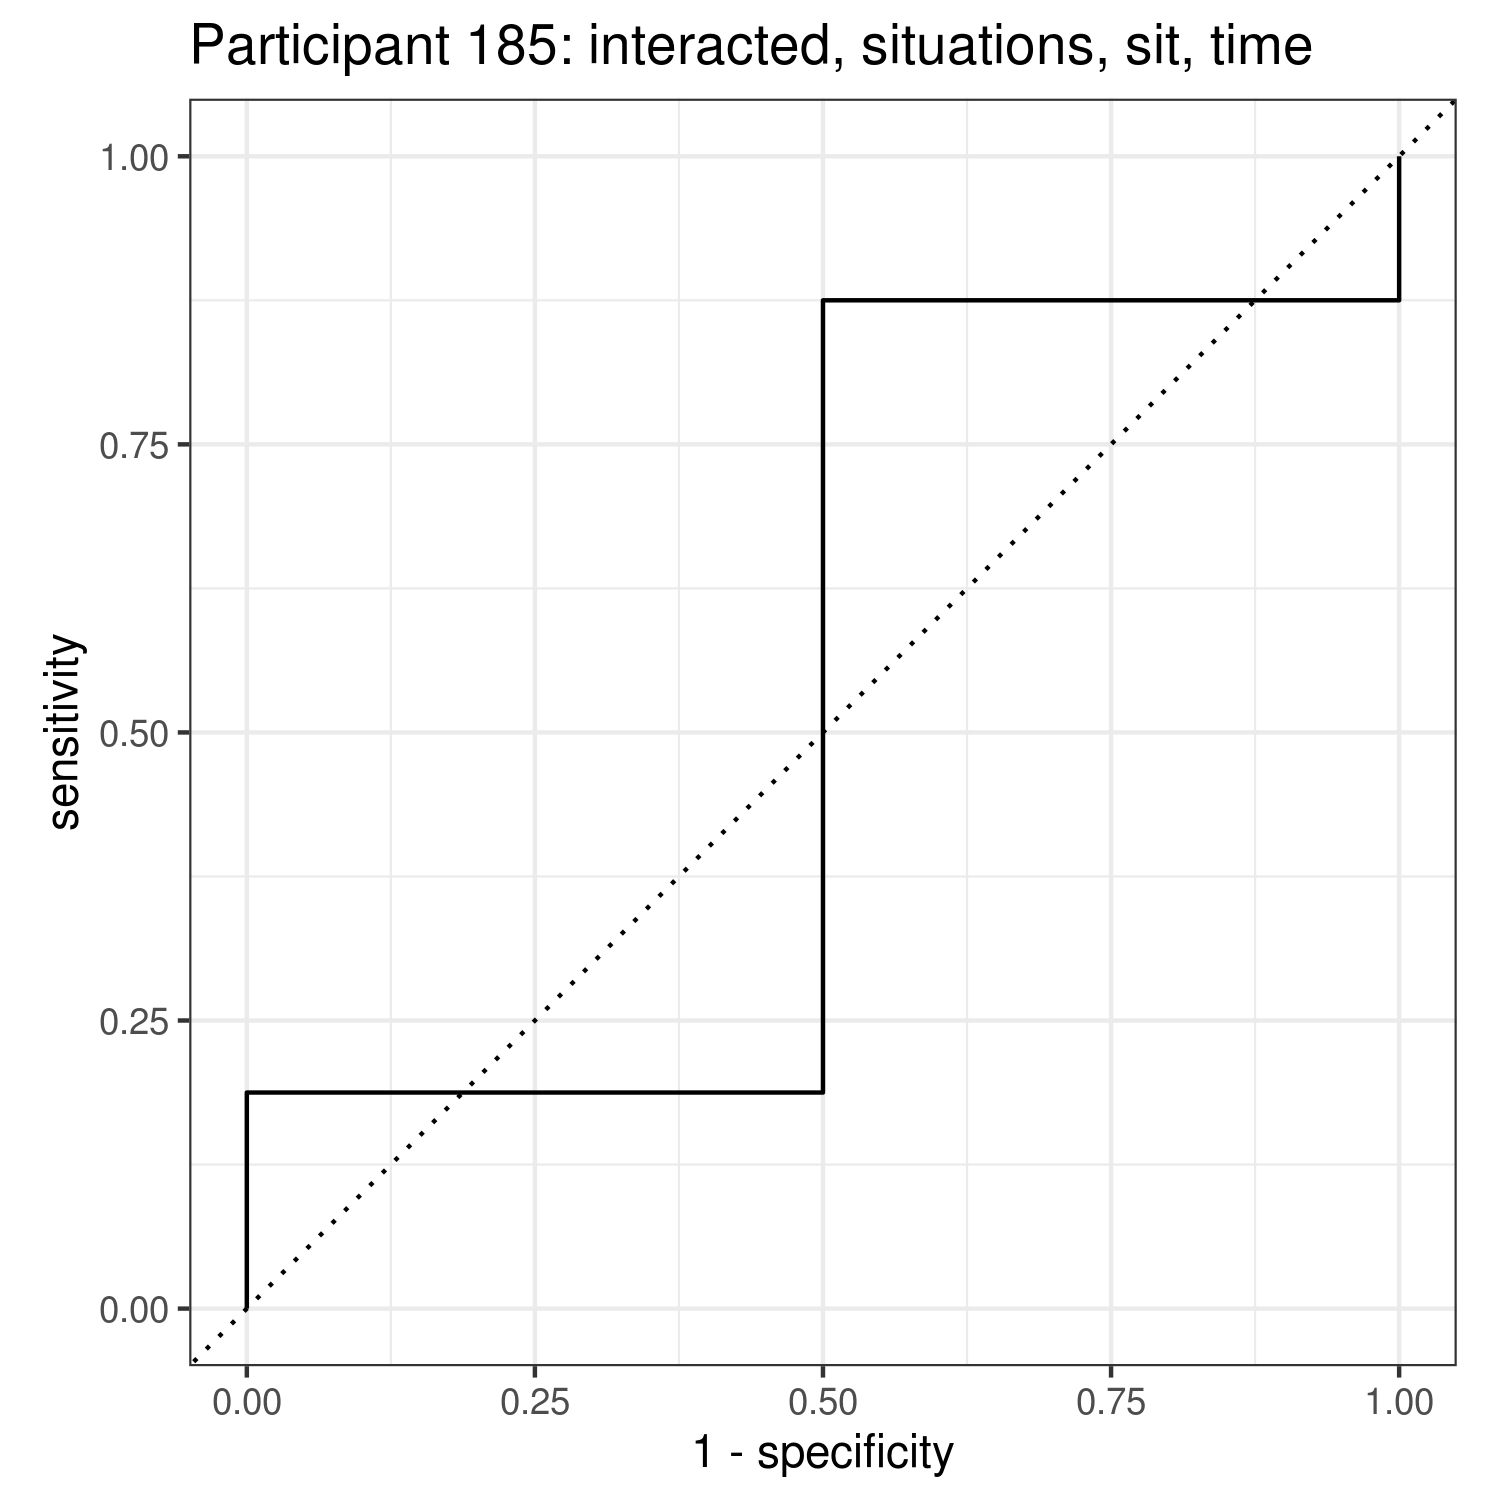 Participant 185: interacted, situations, sit, time
1.00
0.75
0.50
0.25
0.00
sensitivity
0.00 0.25 0.50 0.75 1.00
1 - specificity